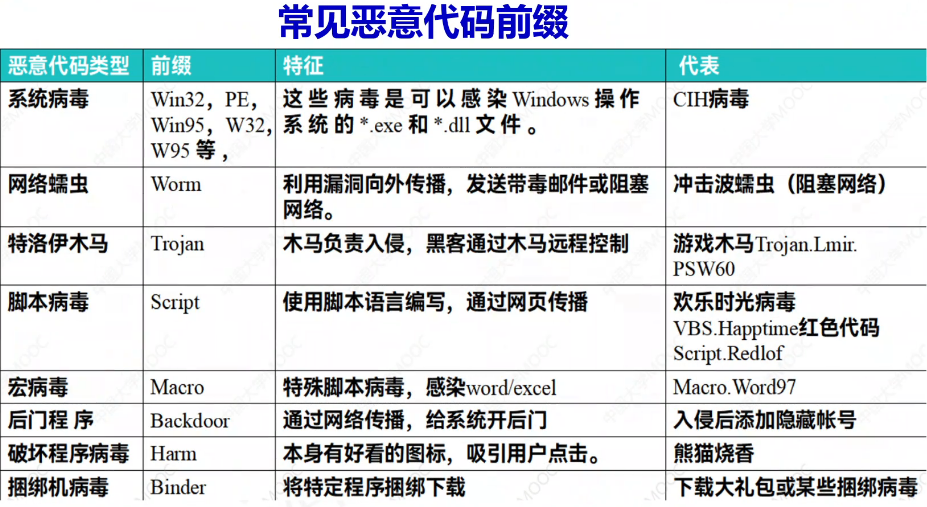 常见恶意代码前缀
恶意代码类型 前缀 特征 代表
系统病毒 Win32，PE， 这些病毒是可以感染Windows操作 CIH病毒
Win95，W32， 系统的*.exe和*.dll文件。
W95等，
网络蠕虫 Worm 利用漏洞向外传播，发送带毒邮件或阻塞 冲击波蠕虫（阻塞网络）
网络。
特洛伊木马 Trojan 木马负责入侵，黑客通过木马远程控制 游戏木马Trojan.Lmir.
PSW60
脚本病毒 Script 使用脚本语言编写，通过网页传播 欢乐时光病毒
VBS.Happtime红色代码
Script.Redlof
宏病毒 Macro 特殊脚本病毒，感染word/excel Macro.Word97
后门程 序 Backdoor 通过网络传播，给系统开后门 入侵后添加隐藏帐号
破坏程序病毒 Harm 本身有好看的图标，吸引用户点击。 熊猫烧香
捆绑机病毒 Binder 将特定程序捆绑下载 下载大礼包或某些捆绑病毒